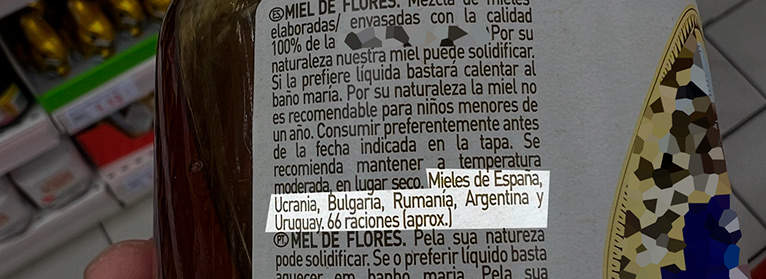 ⓔⓢ MIEL DE FLORES. Mezcla de mieles
elaboradas/ envasadas con la calidad
100% de la Por su
naturaleza nuestra miel puede solidificar.
Si la prefiere líquida bastará calentar al
baño maría. Por su naturaleza la miel no
es recomendable para niños menores de
un año. Consumir preferentemente antes
de la fecha indicada en la tapa. Se
recomienda mantener a temperatura
moderada, en lugar seco. Mieles de España,
Ucrania, Bulgaria, Rumanía, Argentina y
Uruguay. 66 raciones (aprox.)
PT MIEL DE FLORES. Pela sua natureza
pode solidificar. Se o preferir líquido basta
aquecer em banho maria. Pela sua